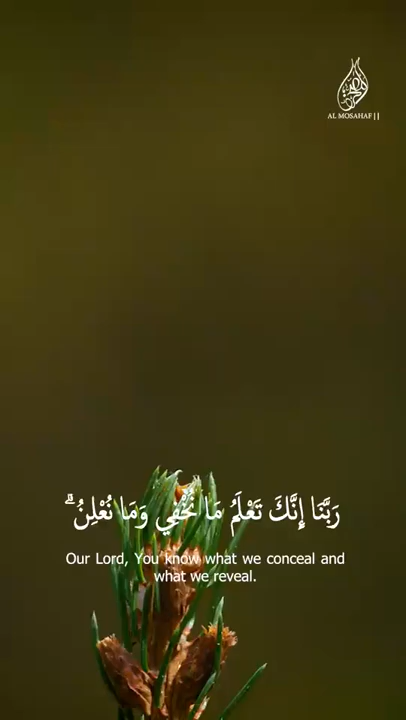 AL MOSAHAF ||
رَبَّنَا إِنَّكَ تَعْلَمُ مَا نُخْفِي وَمَا نُعْلِنُ ۗ
Our Lord, You know what we conceal and
what we reveal.